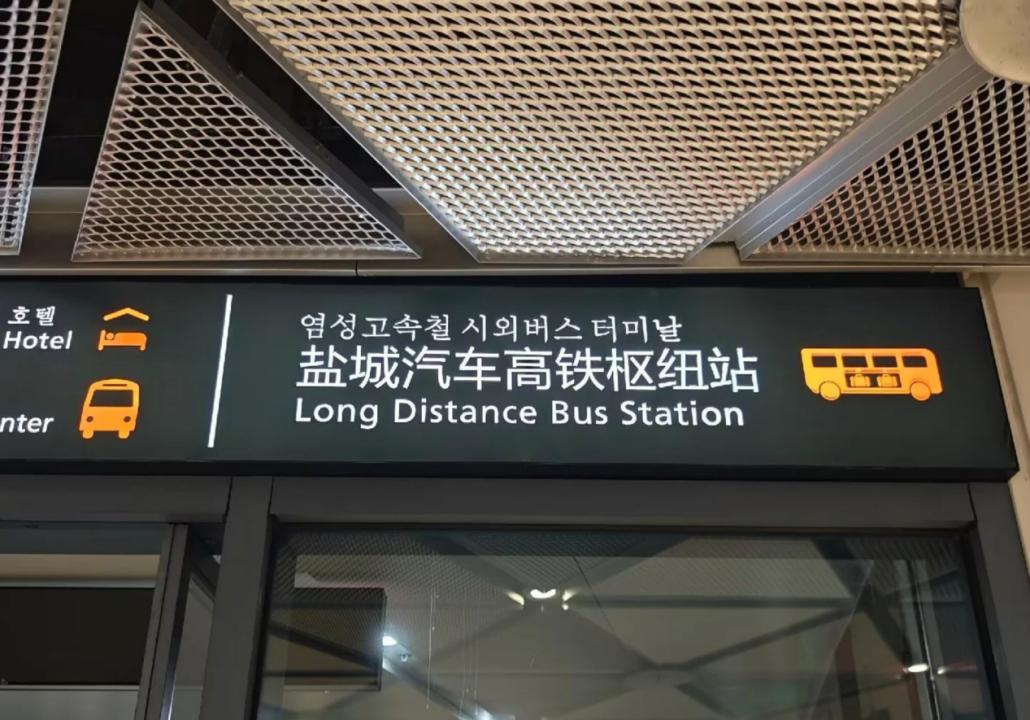 호텔
Hotel
nter
염성고속철 시외버스 터미날
盐城汽车高铁枢纽站
Long Distance Bus Station